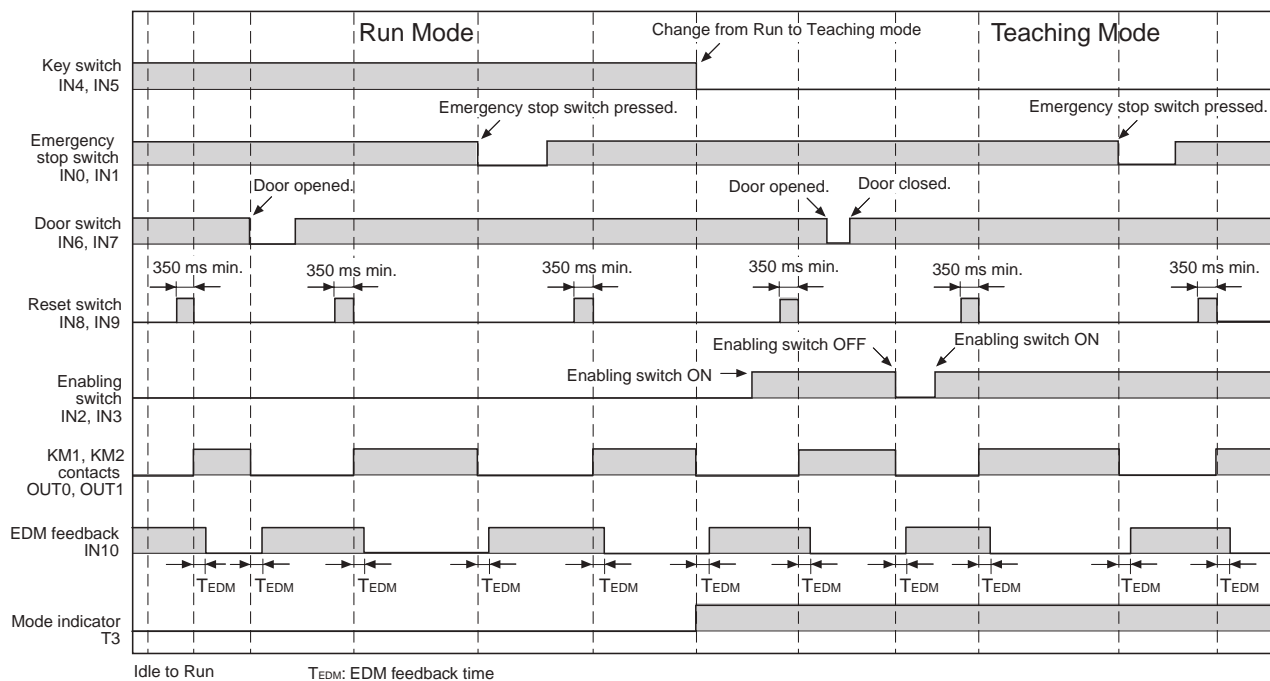 Run Mode
Change from Run to Teaching mode
Teaching Mode
Key switch
IN4, IN5
Emergency stop switch pressed.
Emergency stop switch pressed.
Emergency
stop switch
IN0, IN1
Door opened.
Door opened.
Door closed.
Door switch
IN6, IN7
350 ms min.
350 ms min.
350 ms min.
350 ms min.
350 ms min.
350 ms min.
Reset switch
IN8, IN9
Enabling switch OFF
Enabling switch ON
Enabling switch ON
Enabling
switch
IN2, IN3
KM1, KM2
contacts
OUT0, OUT1
EDM feedback
IN10
TEDM
TEDM
TEDM
TEDM
TEDM
TEDM
TEDM
TEDM
TEDM
TEDM
TEDM
Mode indicator
T3
Idle to Run
TEDM: EDM feedback time